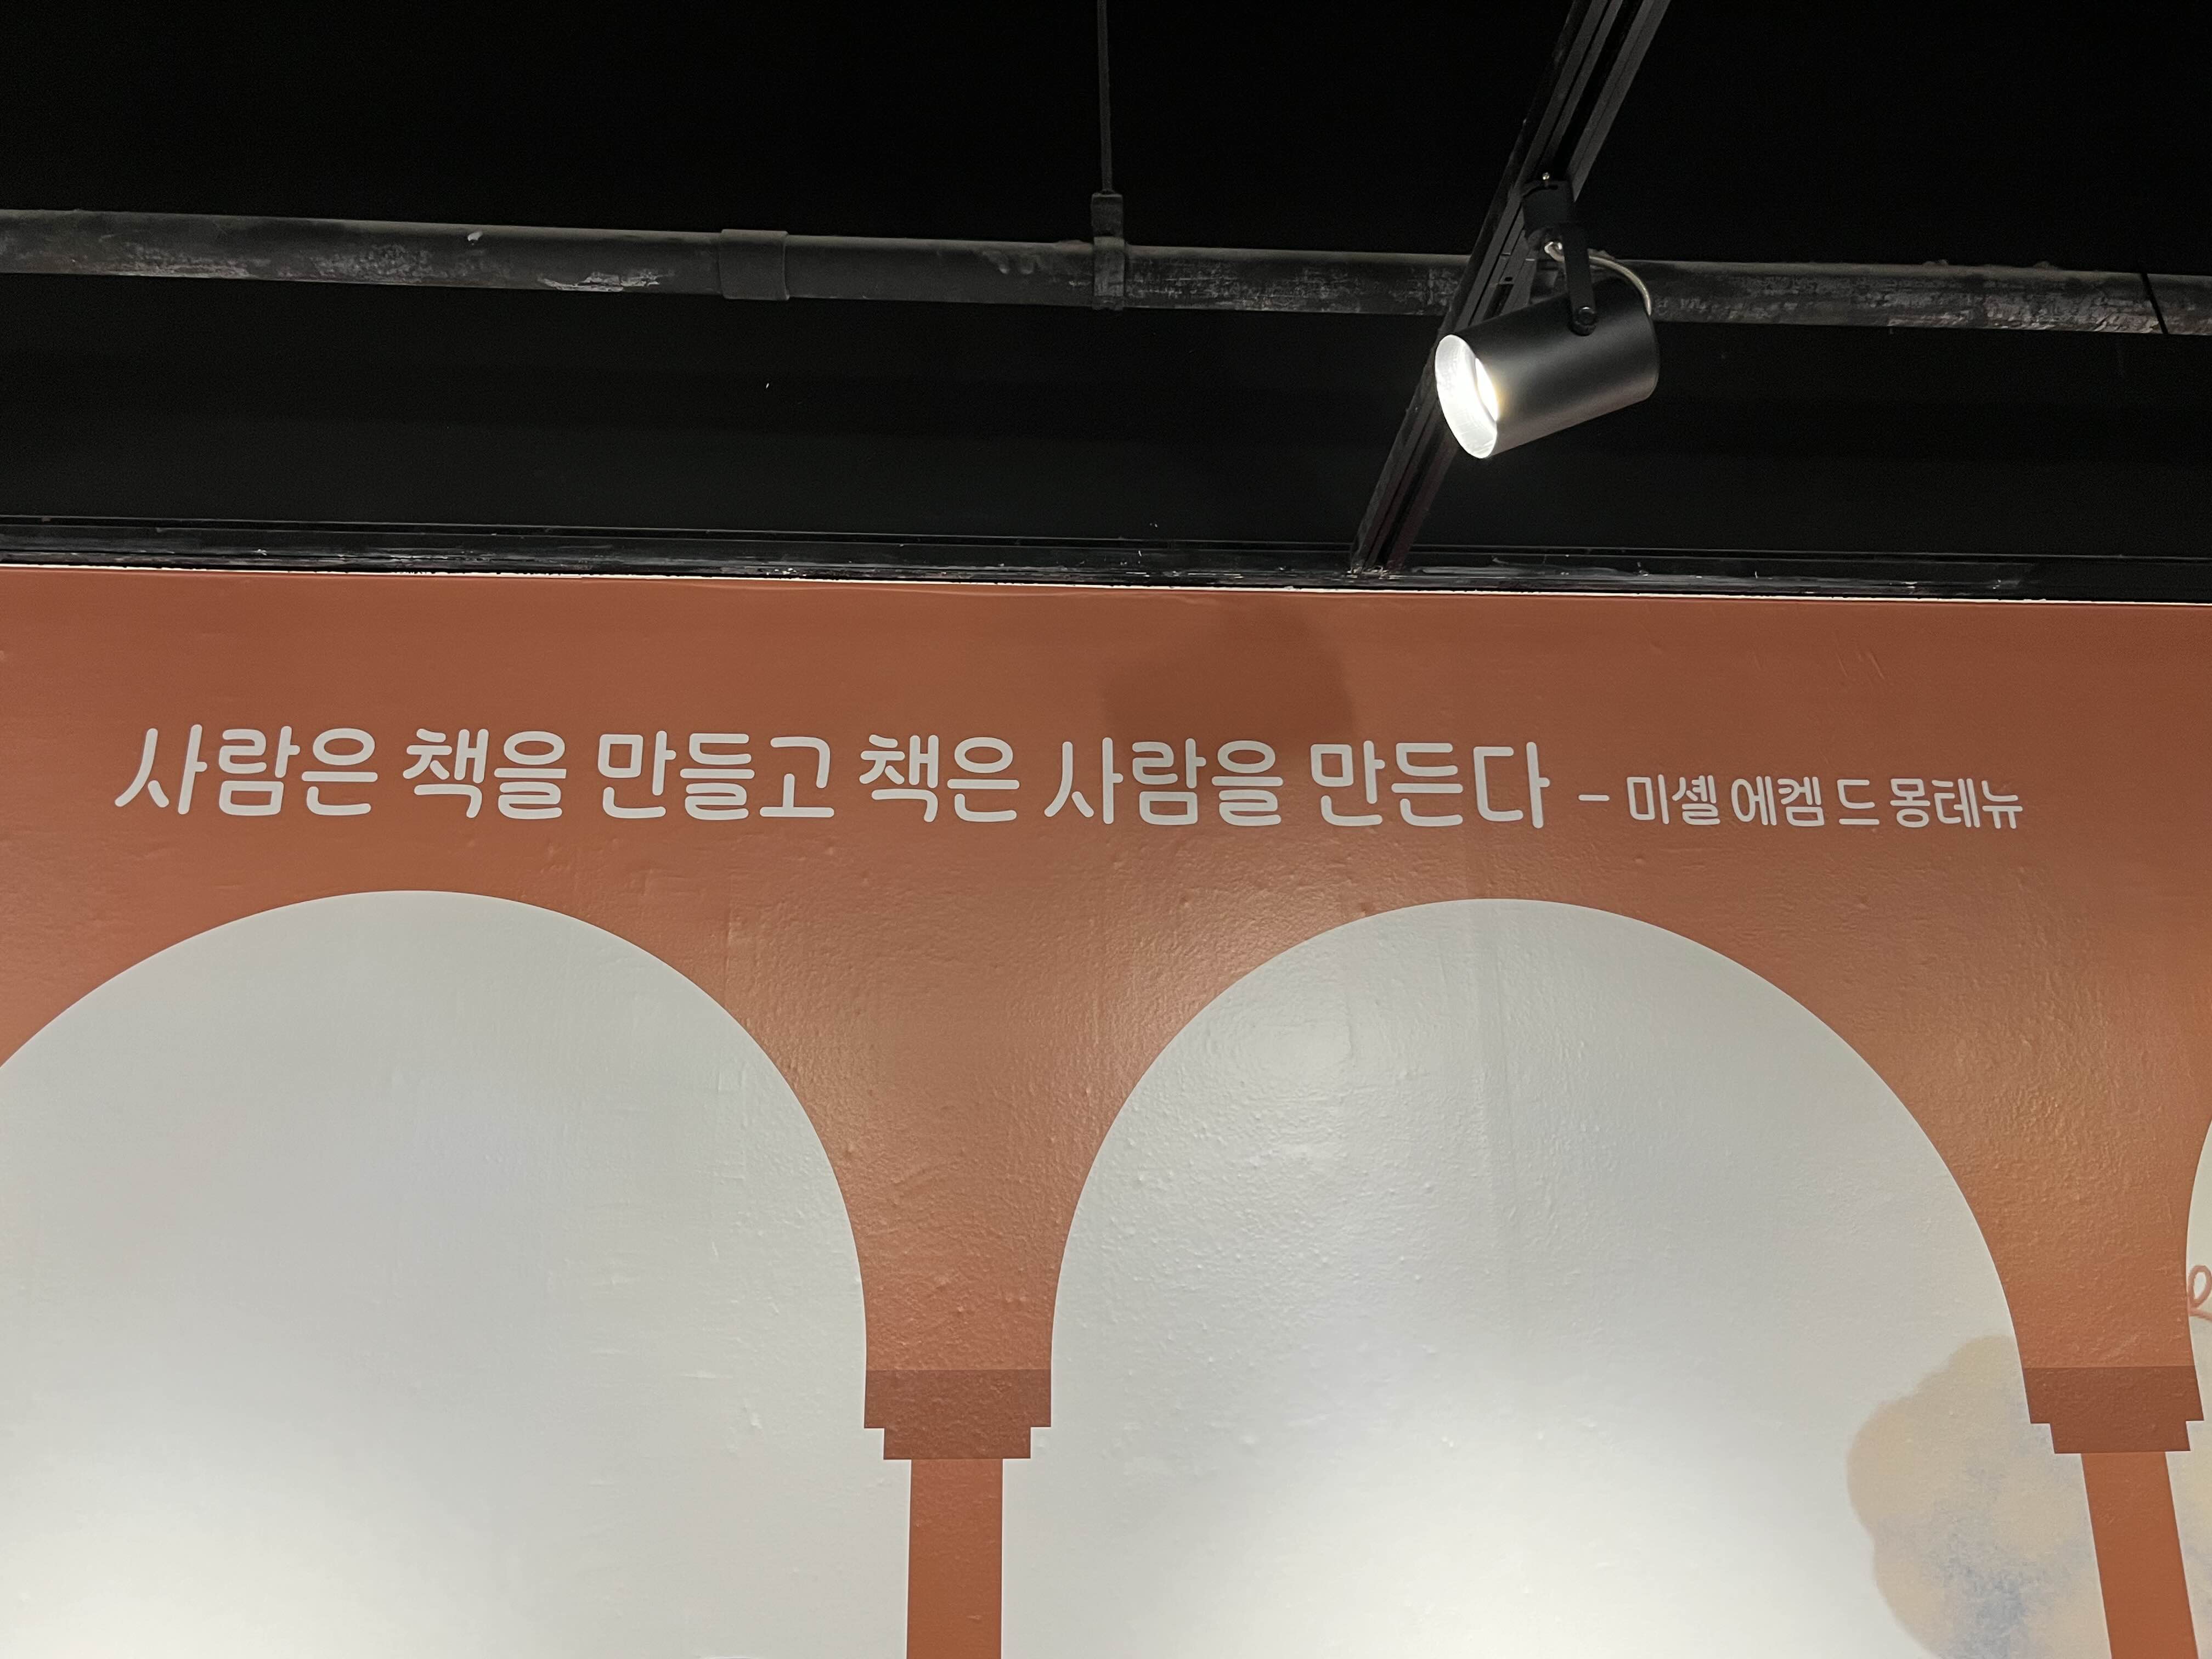 사람은 책을 만들고 책은 사람을 만든다 - 미셸 에켐 드 몽테뉴